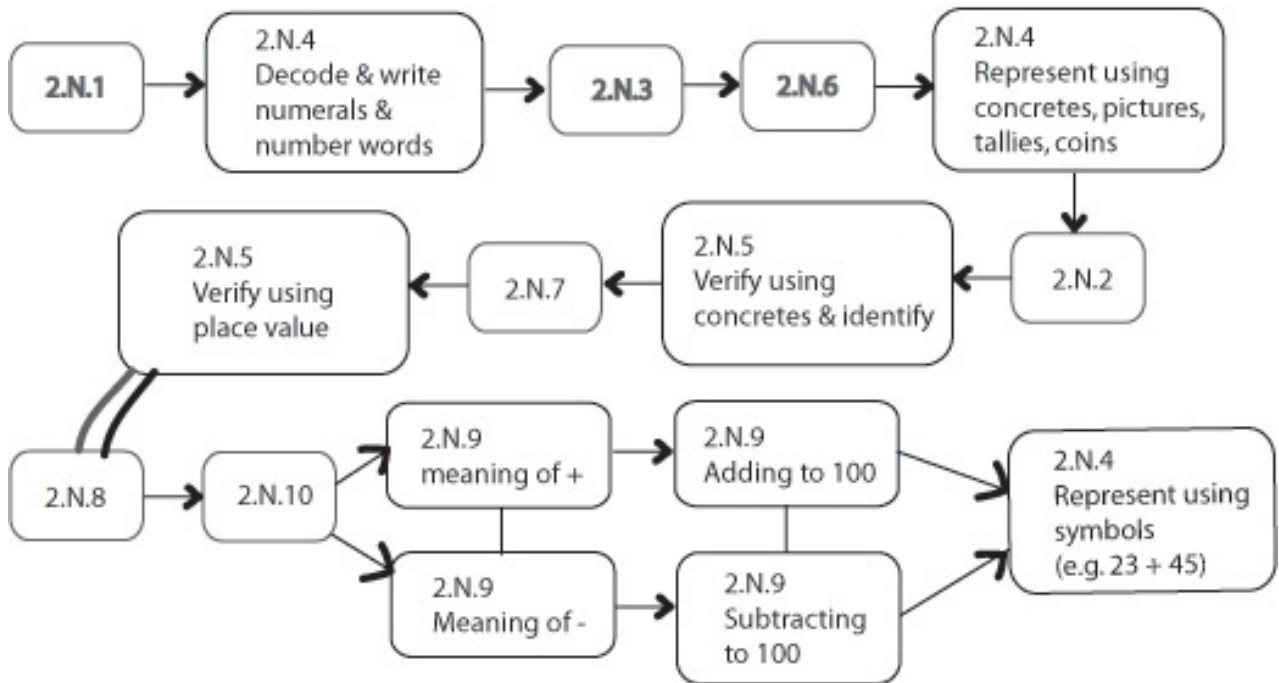 2.N.1
2.N.4
Decode & write
numerals &
number words
2.N.3
2.N.6
2.N.4
Represent using
concretes, pictures,
tallies, coins
2.N.2
2.N.5
Verify using
concretes & identify
2.N.7
2.N.5
Verify using
place value
2.N.8
2.N.10
2.N.9
meaning of +
2.N.9
Meaning of -
2.N.9
Adding to 100
2.N.9
Subtracting
to 100
2.N.4
Represent using
symbols
(e.g. 23 + 45)